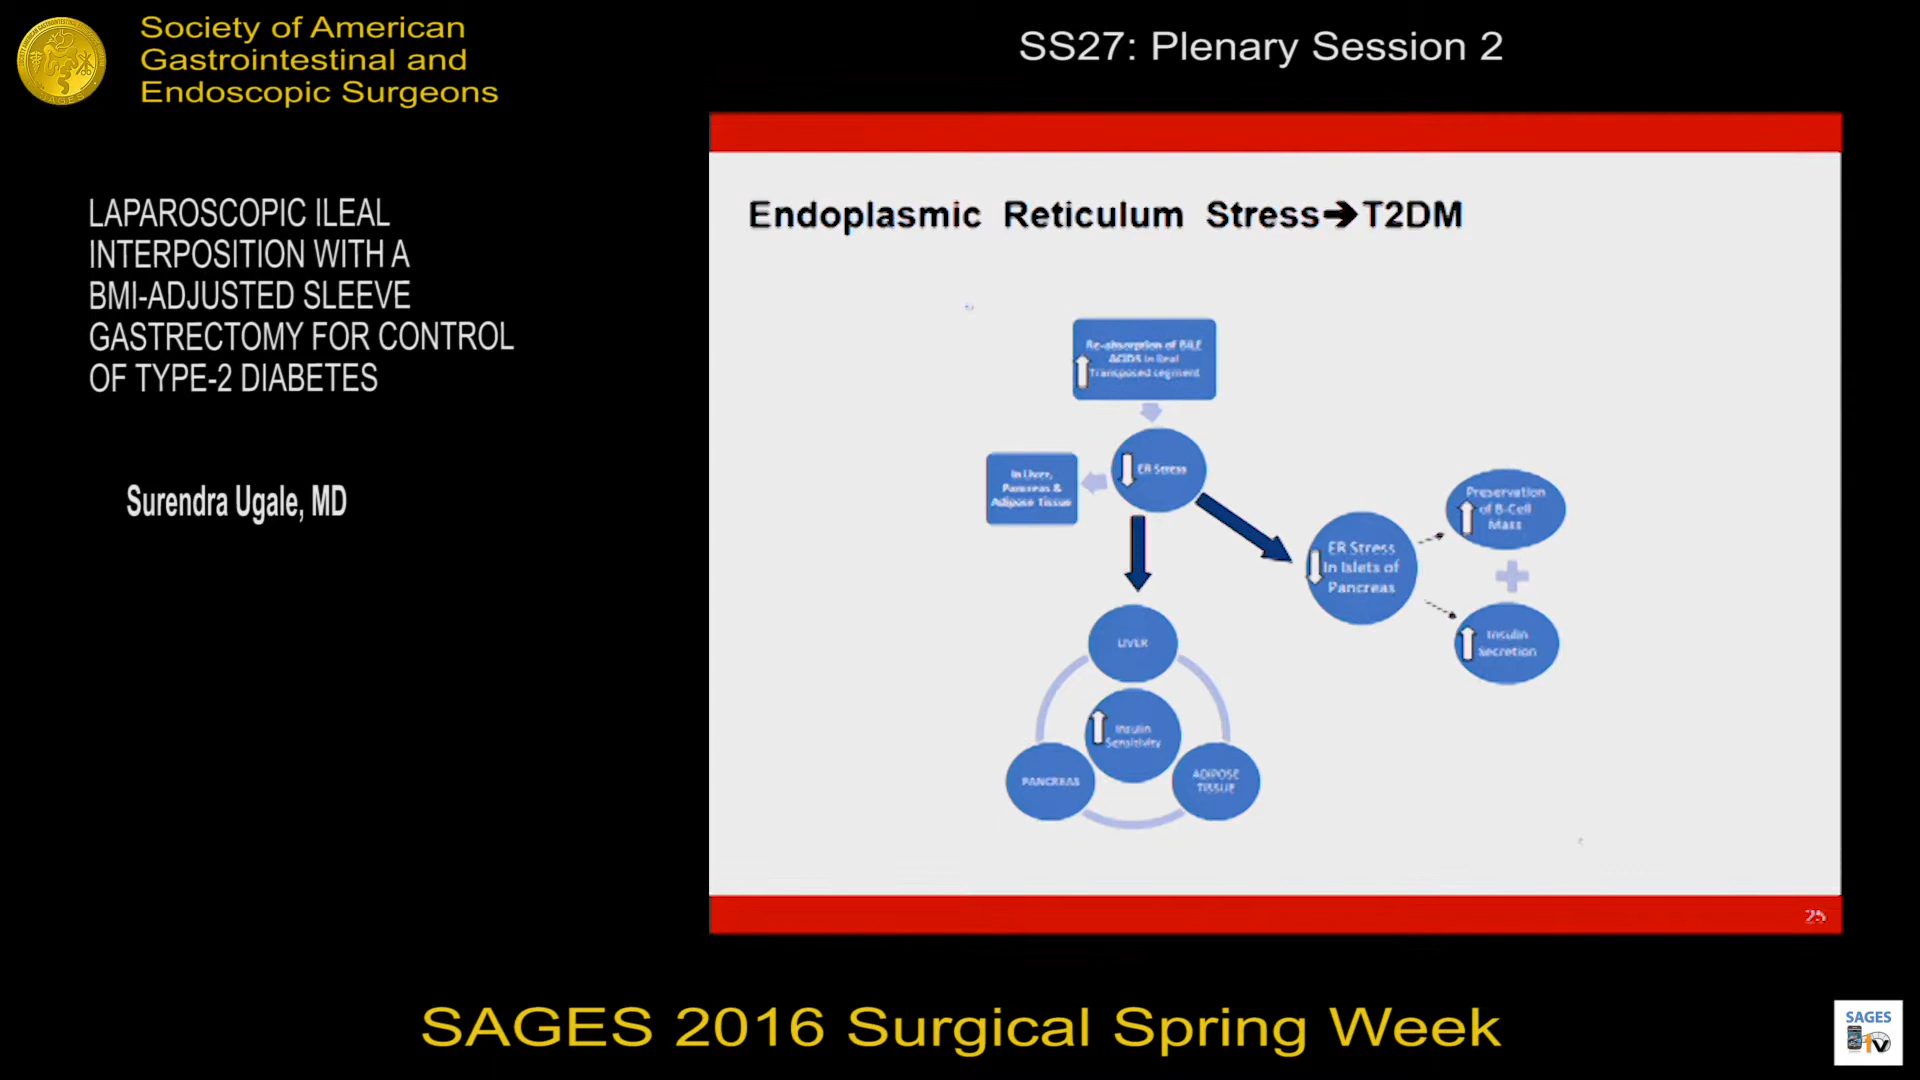 Society of American
Gastrointestinal and
Endoscopic Surgeons
SAGES
SS27: Plenary Session 2
LAPAROSCOPIC ILEAL
INTERPOSITION WITH A
BMI-ADJUSTED SLEEVE
GASTRECTOMY FOR CONTROL
OF TYPE-2 DIABETES
Surendra Ugale, MD
Endoplasmic Reticulum Stress➔T2DM
Re-absorption of BILE
ACIDS in Ileal
Transposed segment
ER Stress
In Liver,
Pancreas &
Adipose Tissue
ER Stress
In Islets of
Pancreas
Preservation
of B-Cell
Mass
Insulin
Secretion
LIVER
Insulin
Sensitivity
PANCREAS
ADIPOSE
TISSUE
25
SAGES 2016 Surgical Spring Week
SAGES
TV